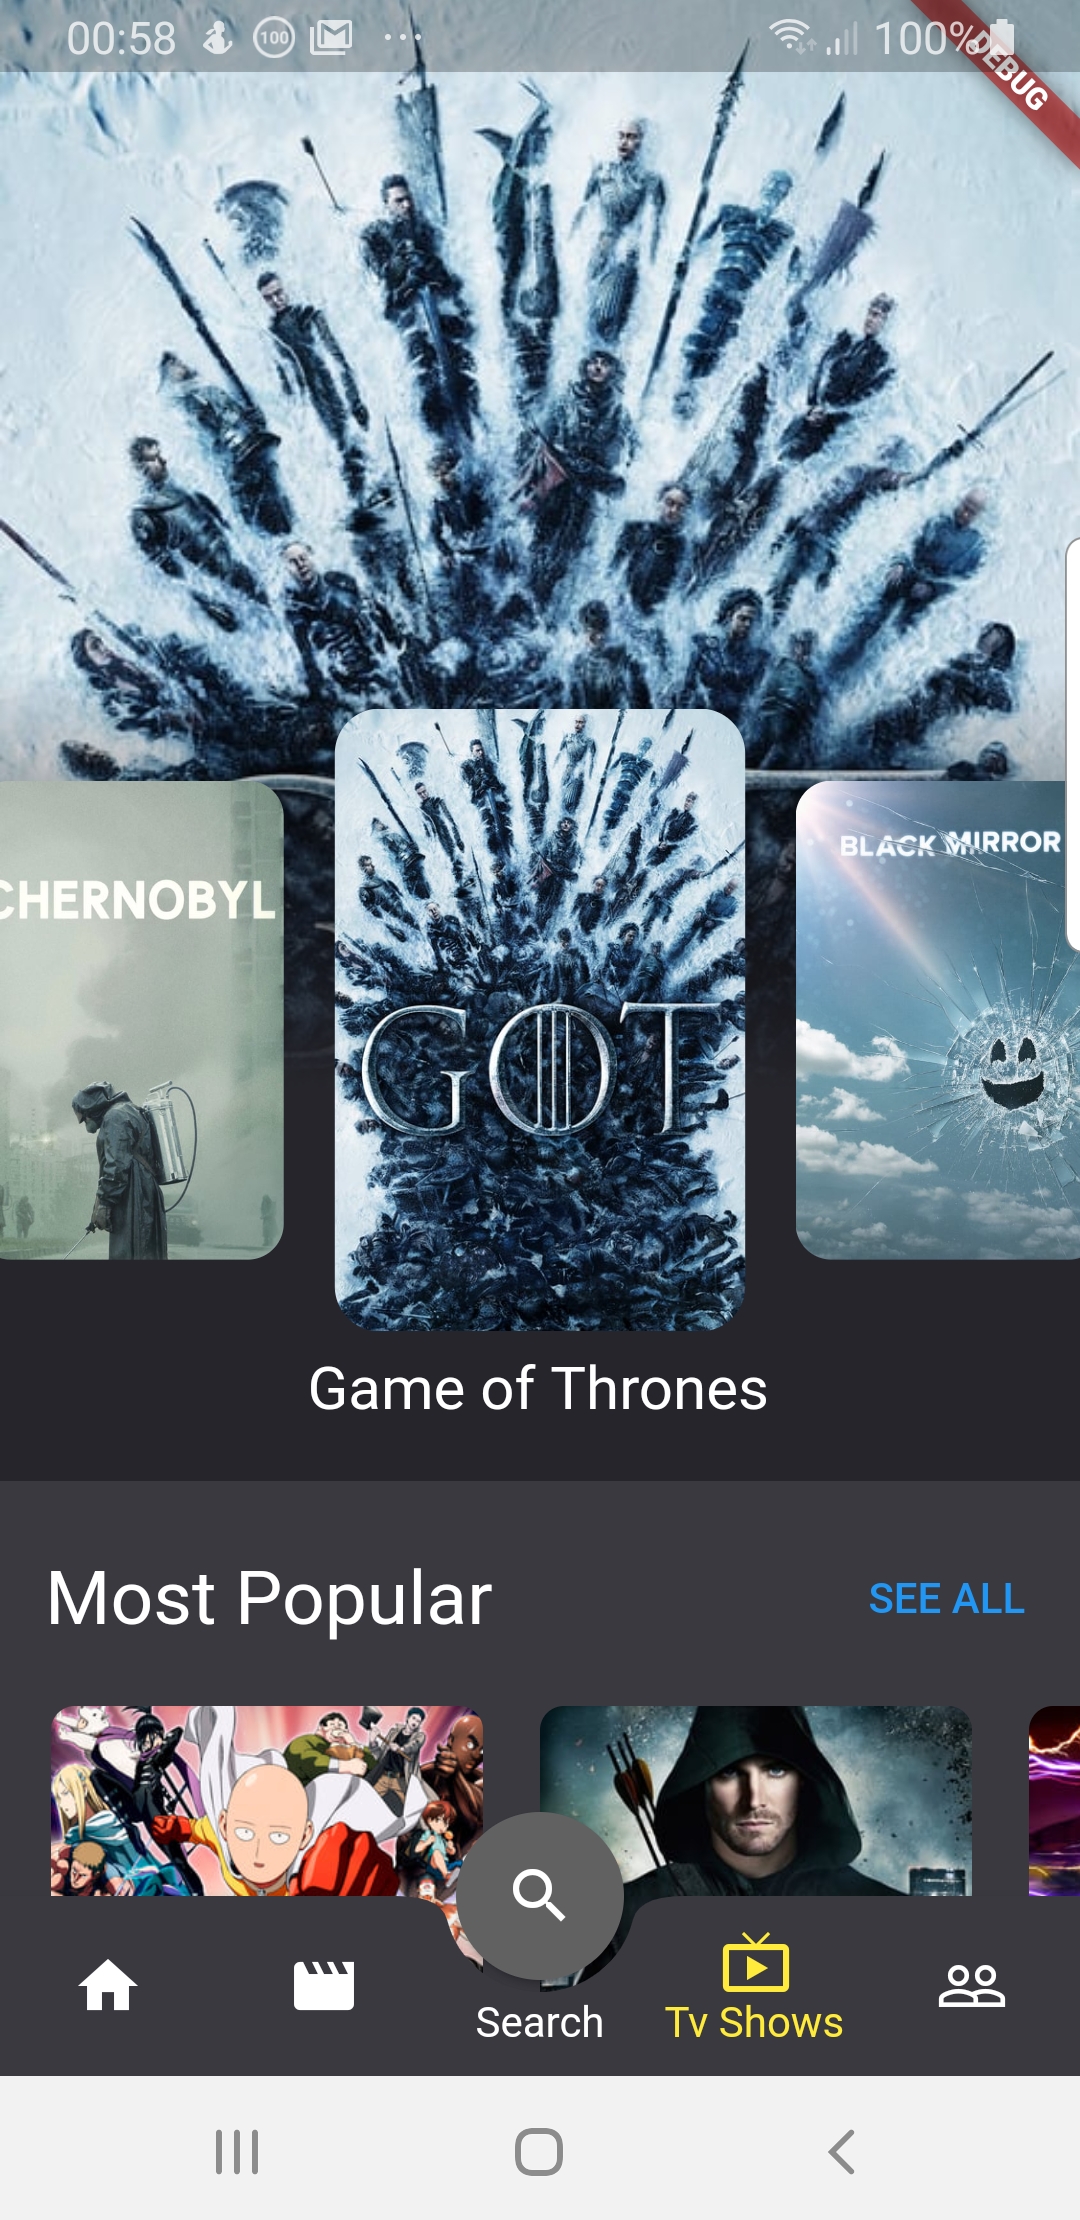 00:58
100
100%
DEBUG
CHERNOBYL
GOT
BLACK MIRROR
Game of Thrones
Most Popular
SEE ALL
Search
Tv Shows